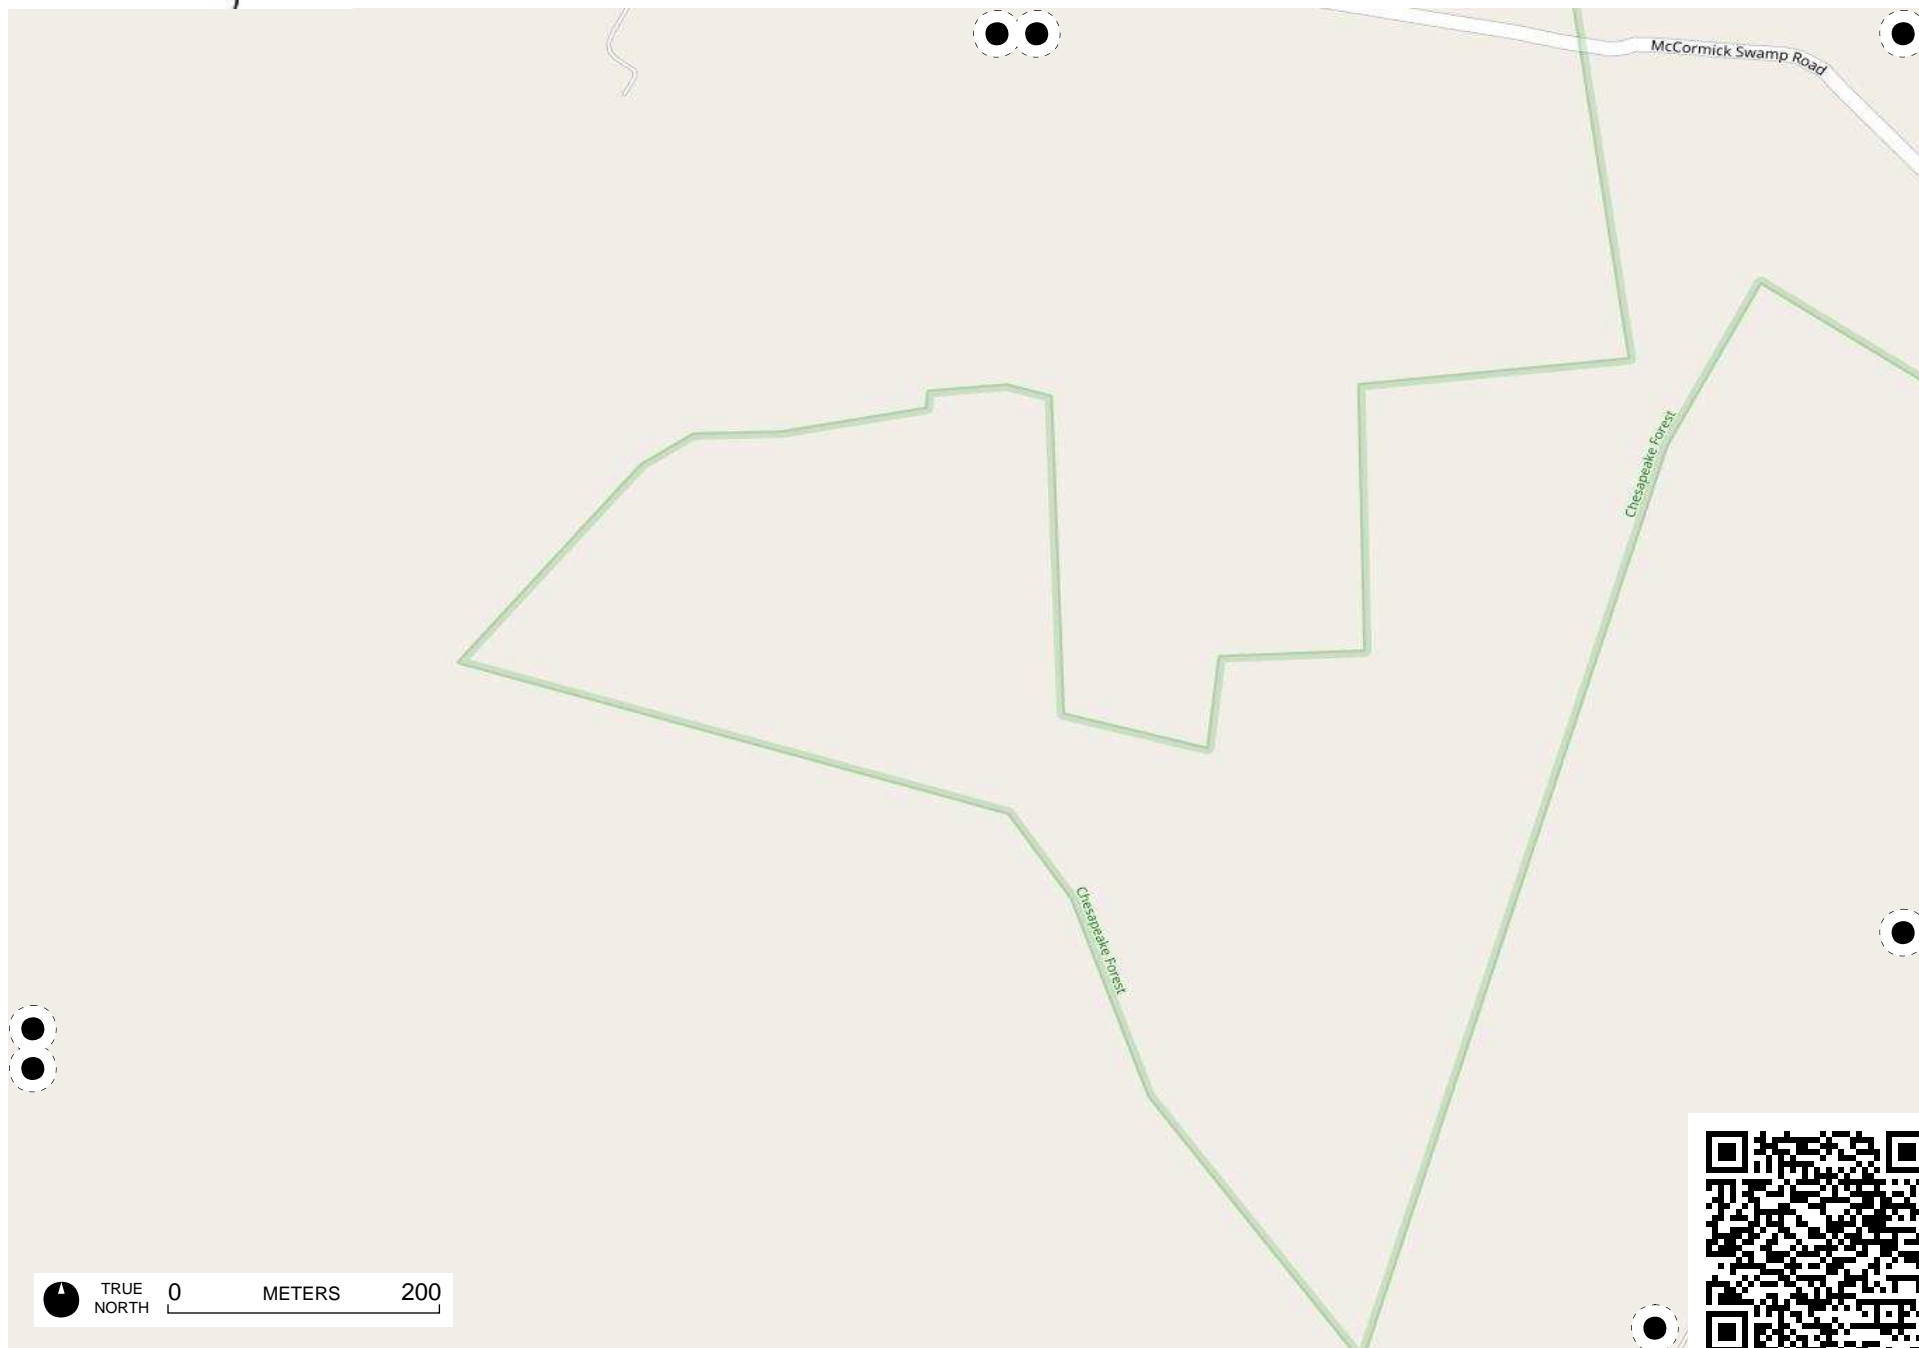 McCormick Swamp Road
Chesapeake Forest
Chesapeake Forest
TRUE
NORTH
0 METERS 200